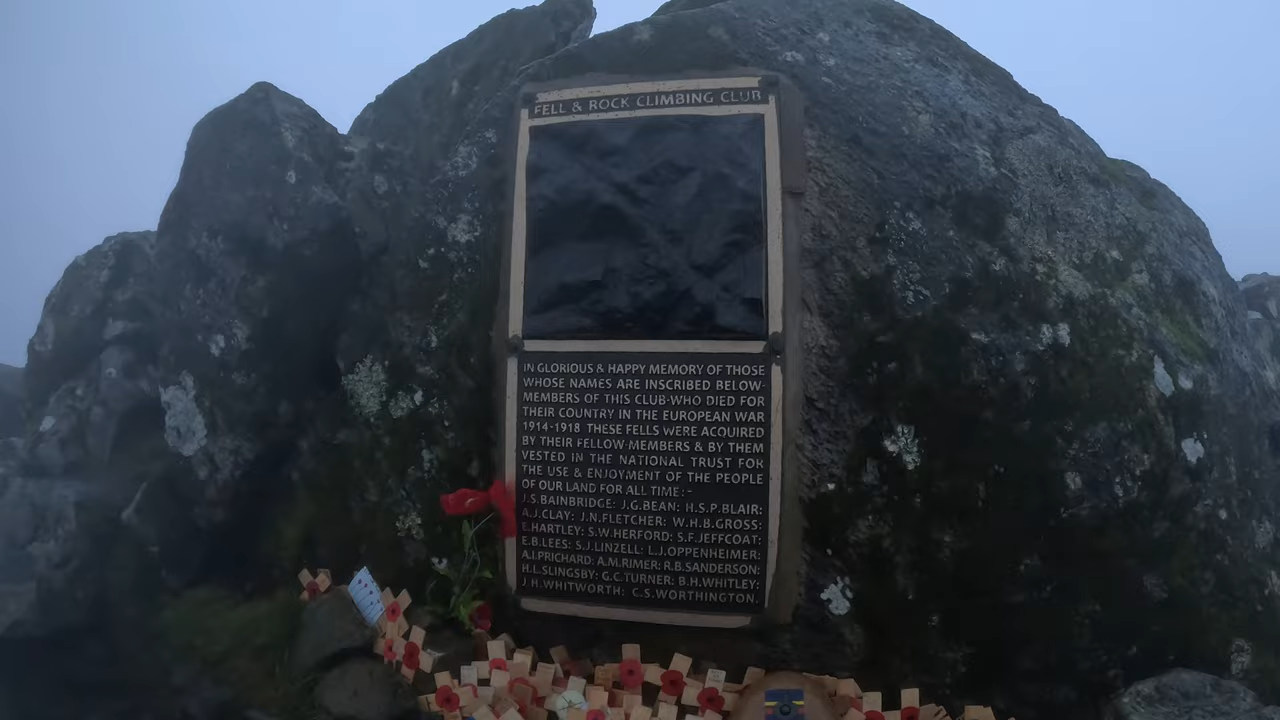 FELL & ROCK CLIMBING CLUB
IN GLORIOUS & HAPPY MEMORY OF THOSE
WHOSE NAMES ARE INSCRIBED BELOW-
MEMBERS OF THIS CLUB·WHO DIED FOR
THEIR COUNTRY IN THE EUROPEAN WAR
1914-1918 THESE FELLS WERE ACQUIRED
BY THEIR FELLOW·MEMBERS & BY THEM
VESTED IN THE NATIONAL TRUST FOR
THE USE & ENJOYMENT OF THE PEOPLE
OF OUR LAND FOR ALL TIME:-
J.S.BAINBRIDGE: J.G.BEAN: H.S.P.BLAIR:
A.J.CLAY: J.N.FLETCHER: W.H.B.GROSS:
E.HARTLEY: S.W.HERFORD: S.F.JEFFCOAT:
E.B.LEES: S.J.LINZELL: L.J.OPPENHEIMER:
A.J.PRICHARD: A.M.RIMER: R.B.SANDERSON:
H.L.SLINGSBY: G.C.TURNER: B.H.WHITLEY:
J.H.WHITWORTH: C.S.WORTHINGTON.